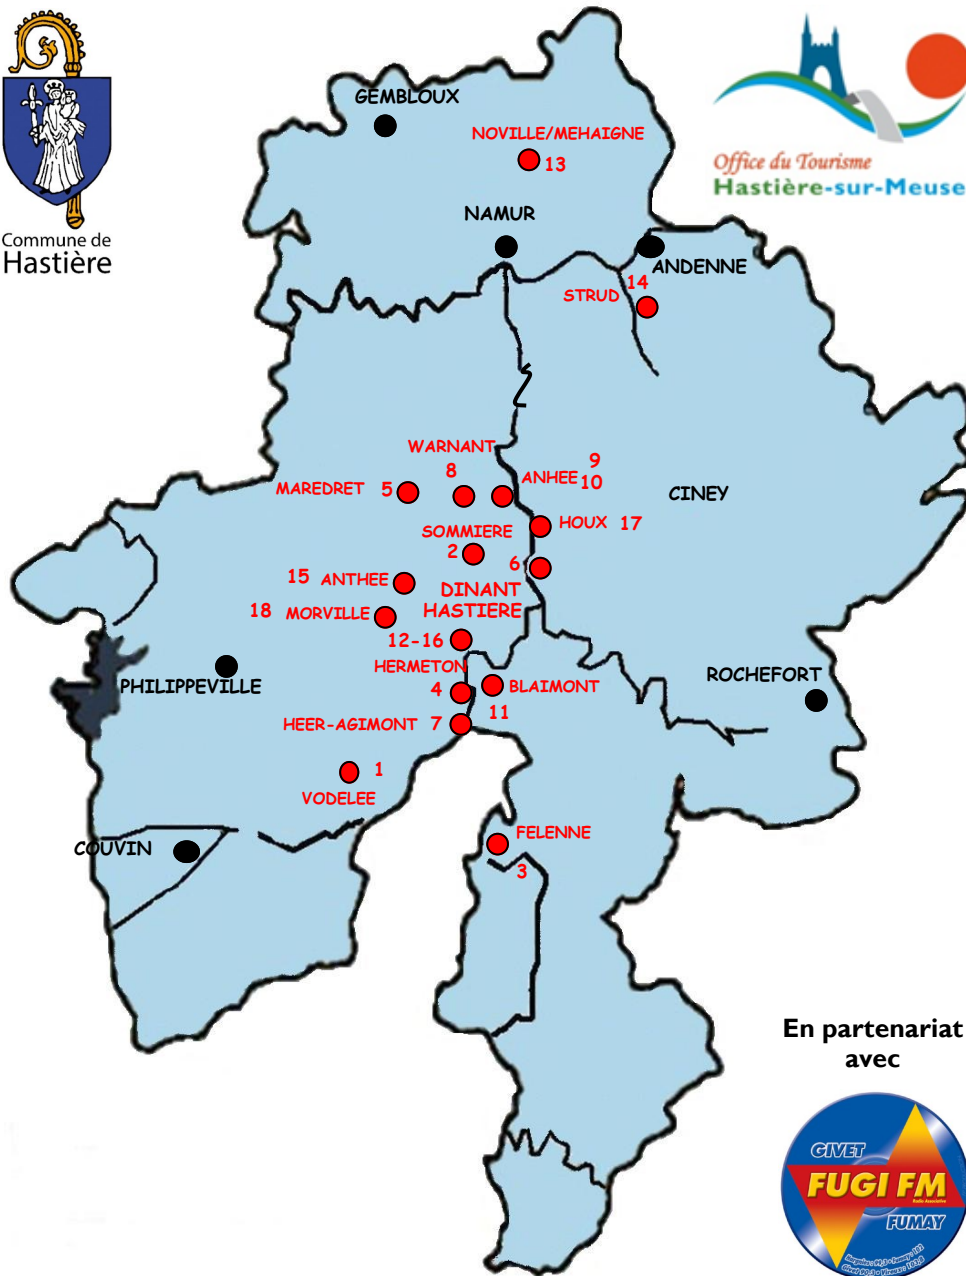 GEMBLOUX
NOVILLE/MEHAIGNE
13
Office du Tourisme
Hastière-sur-Meuse
Commune de
Hastière
NAMUR
ANDENNE
14
STRUD
WARNANT
8
9
ANHEE 10
MAREDRET 5
CINEY
SOMMIERE
2
HOUX 17
6
15 ANTHEE
DINANT
HASTIERE
18 MORVILLE
12-16
HERMETON
4
PHILIPPEVILLE
BLAIMONT
11
ROCHEFORT
HEER-AGIMONT 7
1
VODELEE
COUVIN
FELENNE
3
En partenariat
avec
GIVET
FUGI FM
Radio Associative
FUMAY